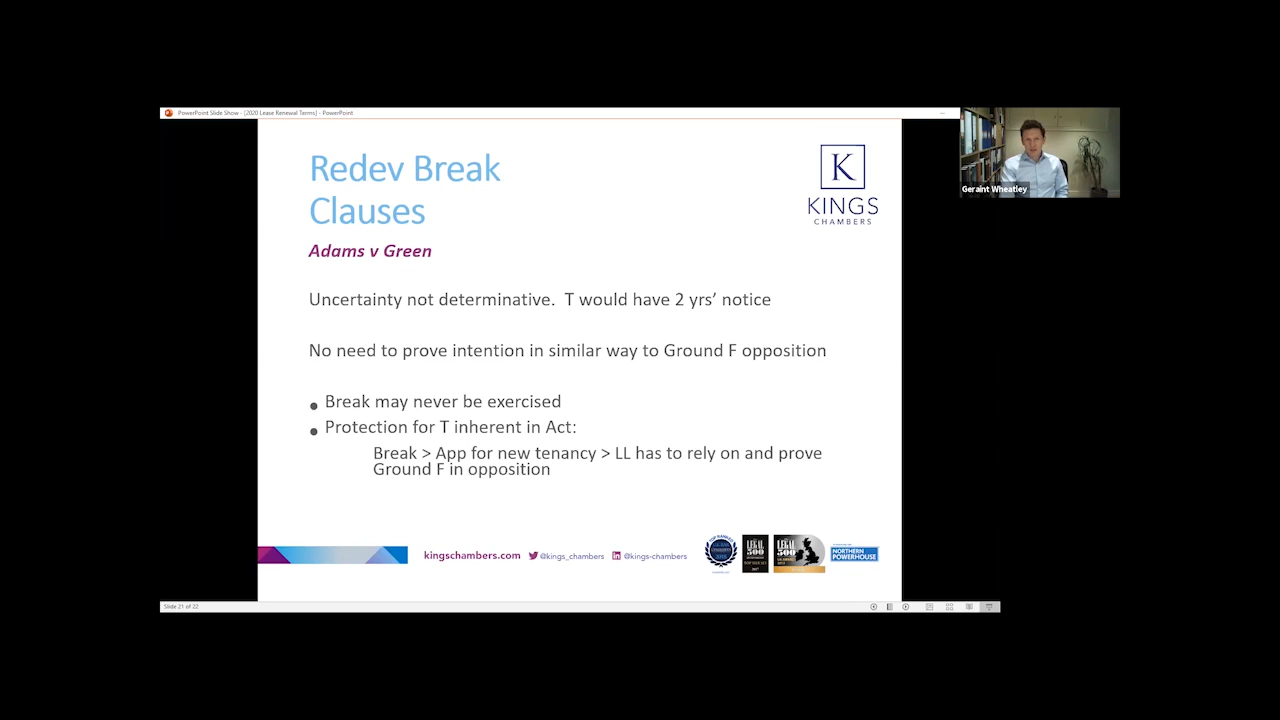 PowerPoint Slide Show - [2020 Lease Renewal Terms] - PowerPoint
Redev Break
Clauses
K
KINGS
CHAMBERS
Geraint Wheatley
Adams v Green
Uncertainty not determinative. T would have 2 yrs’ notice
No need to prove intention in similar way to Ground F opposition
• Break may never be exercised
• Protection for T inherent in Act:
Break > App for new tenancy > LL has to rely on and prove
Ground F in opposition
kingschambers.com @kings_chambers @kings-chambers
TOP RANKED
LEGAL
500
LEGAL
500
NORTHERN
POWERHOUSE
Slide 21 of 22